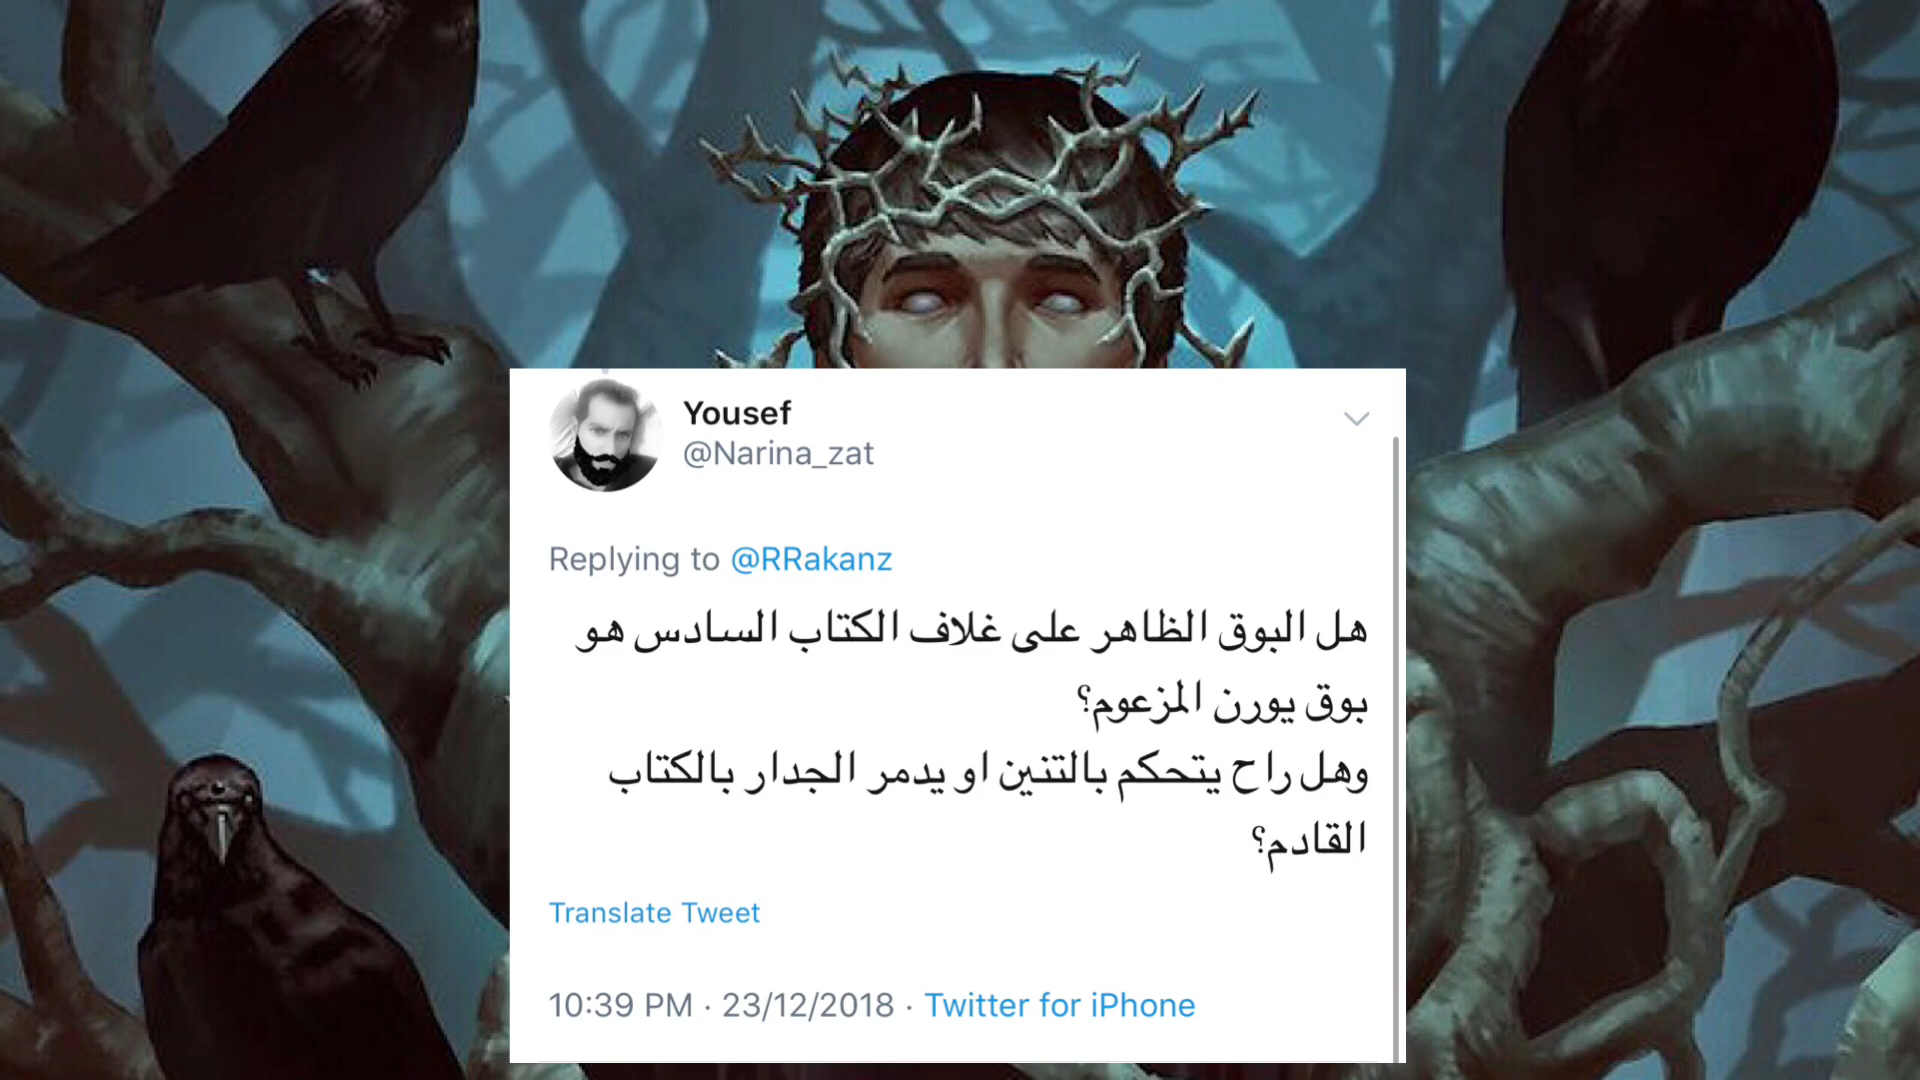 Yousef
@Narina_zat
Replying to @RRakanz
هل البوق الظاهر على غلاف الكتاب السادس هو
بوق يورن المزعوم؟
وهل راح يتحكم بالتنين او يدمر الجدار بالكتاب
القادم؟
Translate Tweet
10:39 PM · 23/12/2018 · Twitter for iPhone